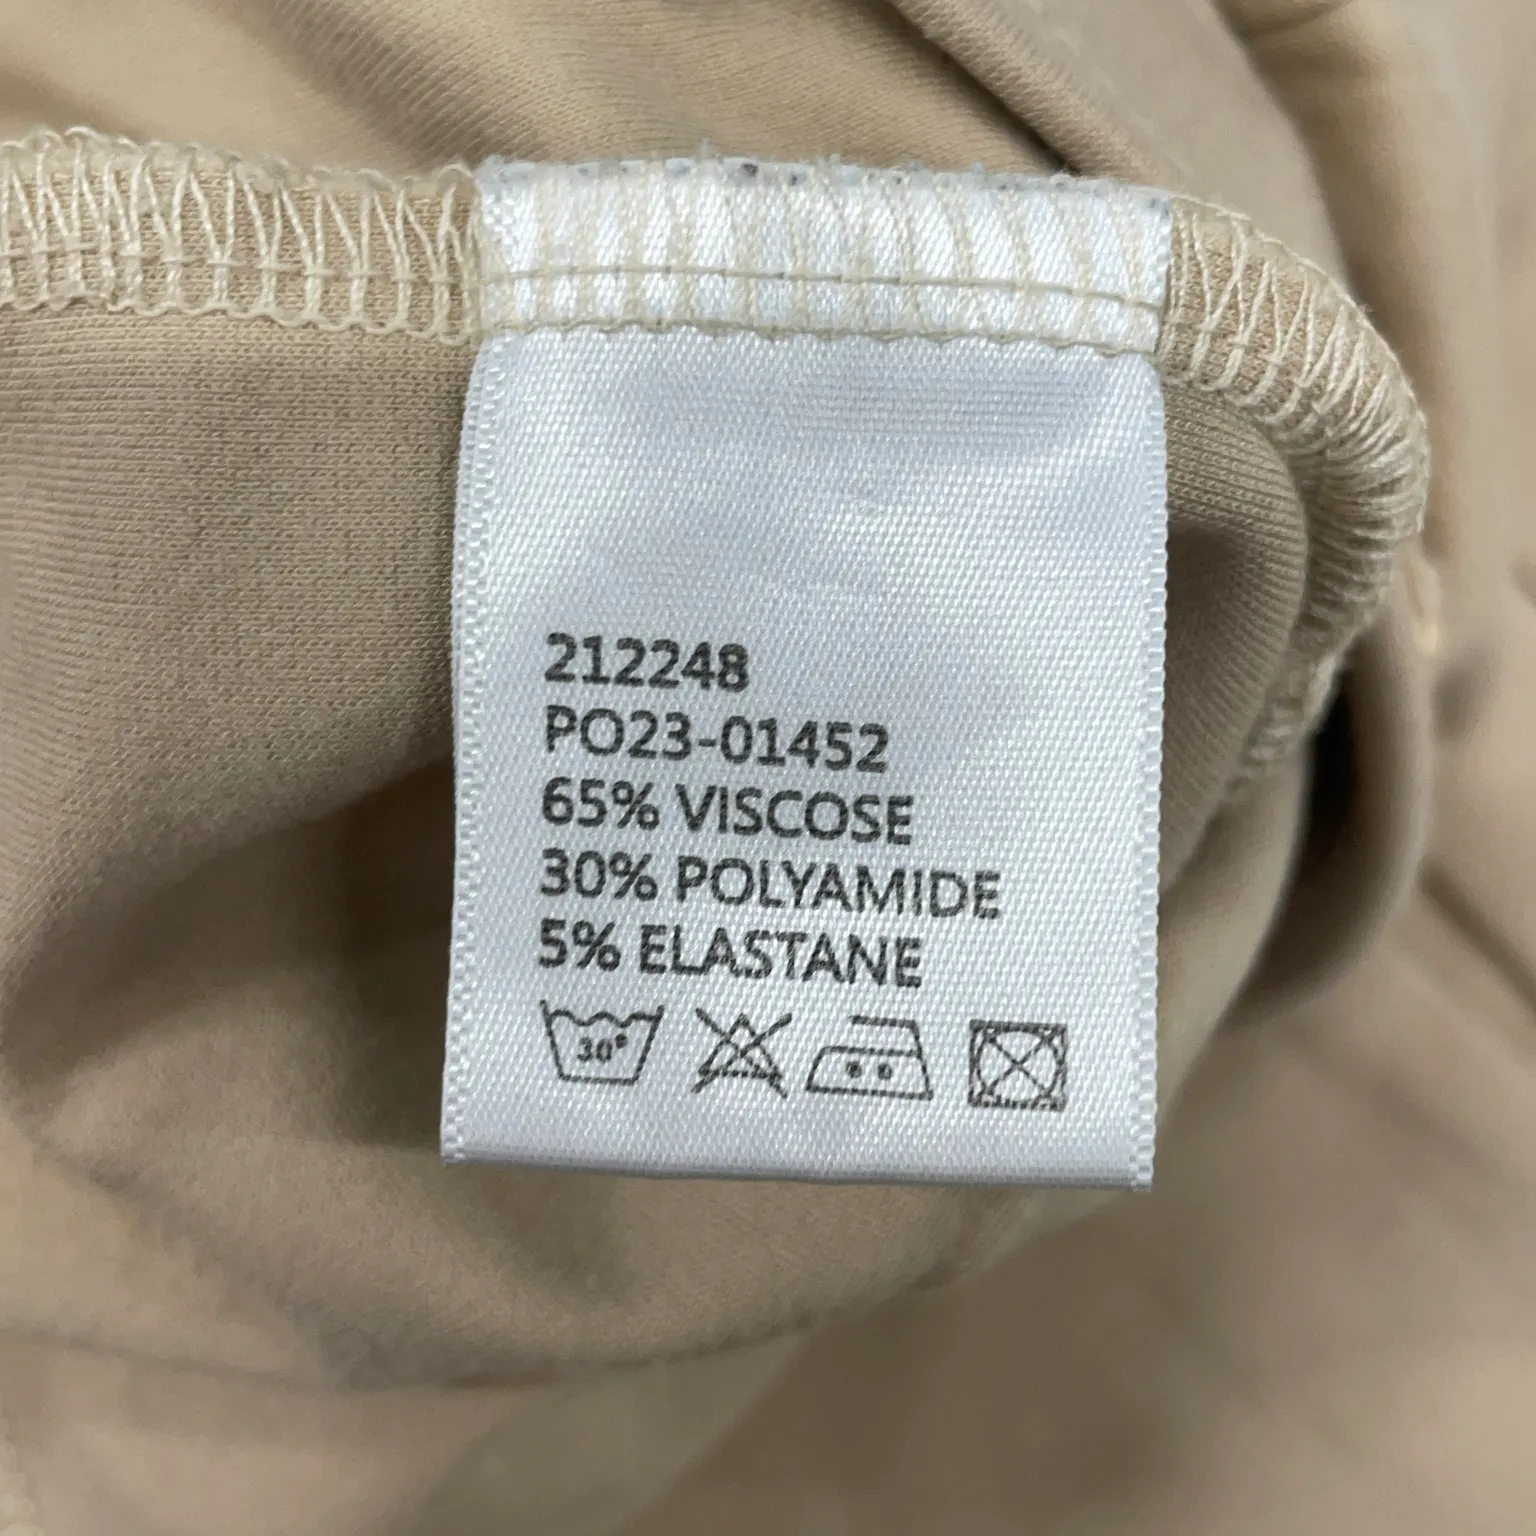 212248
PO23-01452
65% VISCOSE
30% POLYAMIDE
5% ELASTANE
30°